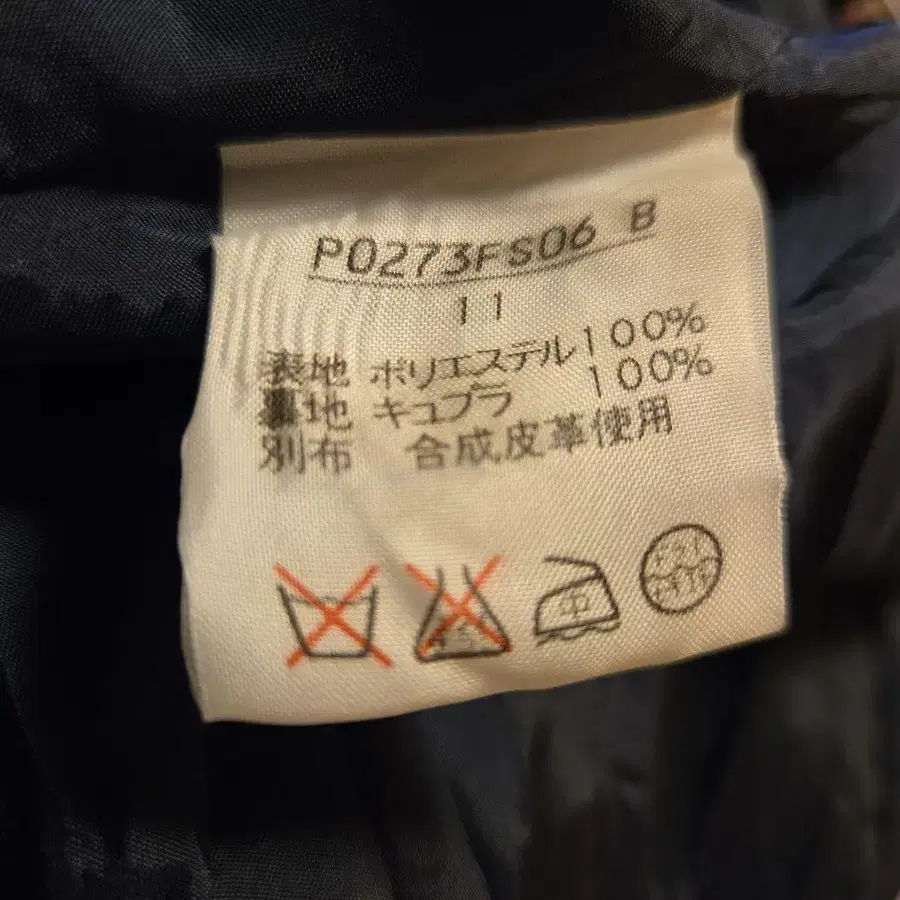 P0273FS06 B
11
表地 ポリエステル100%
裏地 キュプラ 100%
別布 合成皮革使用
中